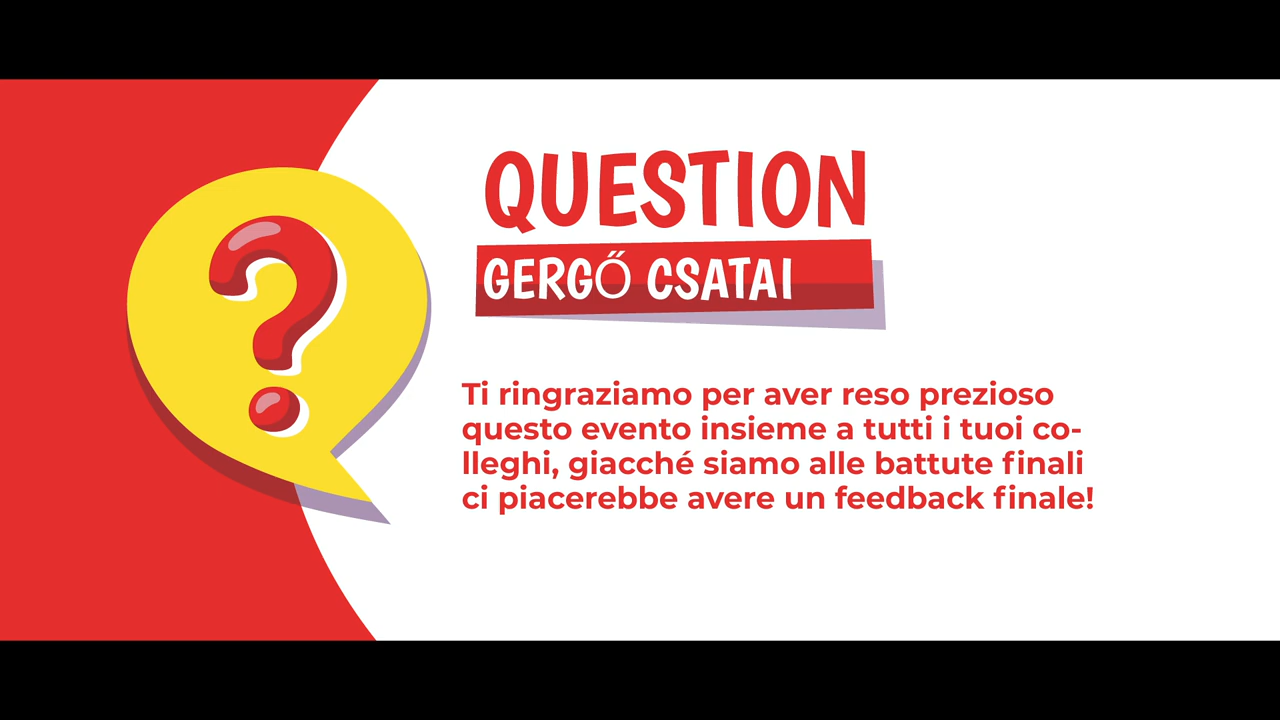 QUESTION
GERGŐ CSATAI
Ti ringraziamo per aver reso prezioso
questo evento insieme a tutti i tuoi co-
lleghi, giacché siamo alle battute finali
ci piacerebbe avere un feedback finale!